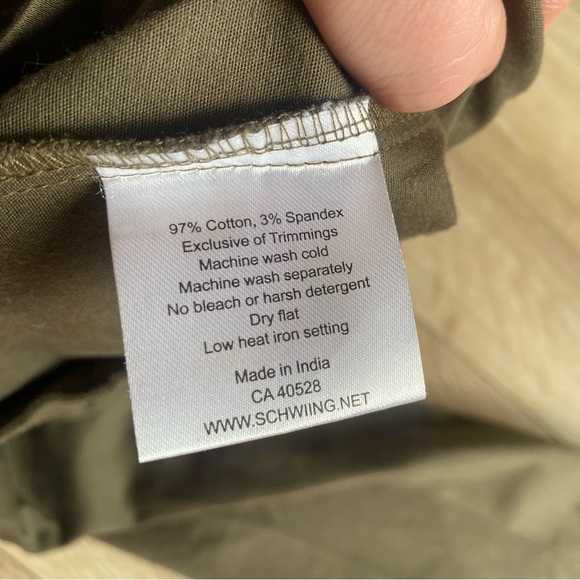 97% Cotton, 3% Spandex
Exclusive of Trimmings
Machine wash cold
Machine wash separately
No bleach or harsh detergent
Dry flat
Low heat iron setting
Made in India
CA 40528
WWW.SCHWIING.NET